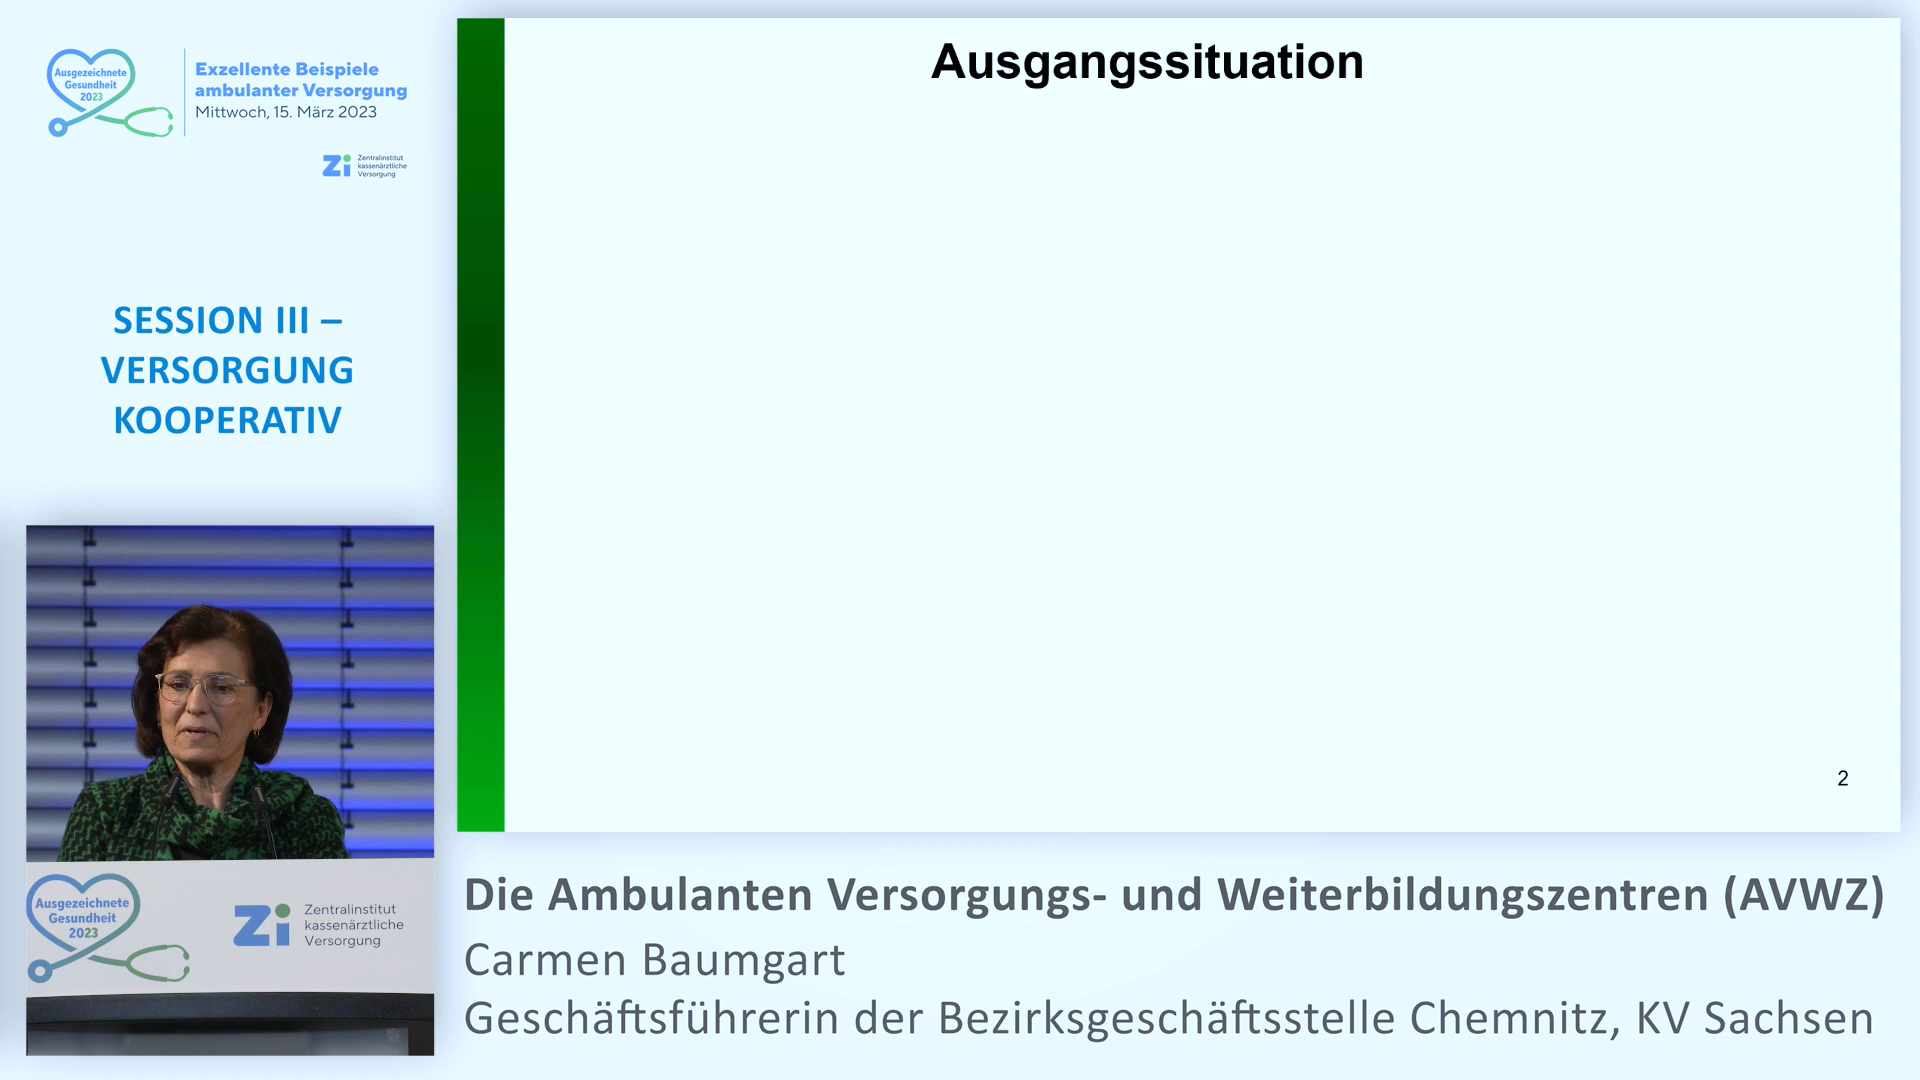 Ausgezeichnete
Gesundheit
2023
Exzellente Beispiele
ambulanter Versorgung
Mittwoch, 15. März 2023
Zi
Zentralinstitut
kassenärztliche
Versorgung
SESSION III –
VERSORGUNG
KOOPERATIV
Ausgangssituation
2
Ausgezeichnete
Gesundheit
2023
Zi
Zentralinstitut
kassenärztliche
Versorgung
Die Ambulanten Versorgungs- und Weiterbildungszentren (AVWZ)
Carmen Baumgart
Geschäftsführerin der Bezirksgeschäftsstelle Chemnitz, KV Sachsen